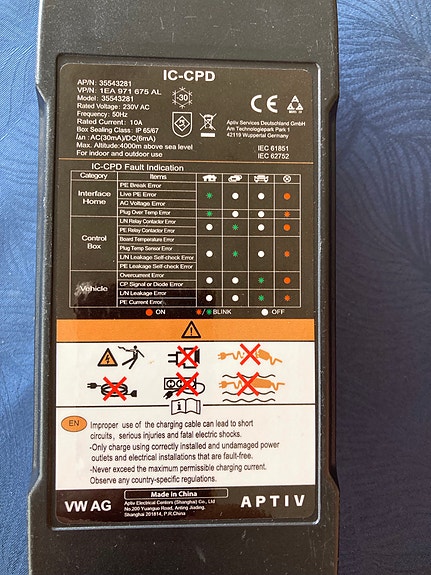 IC-CPD
AP/N: 35543281
VP/N: 1EA 971 675 AL
Model: 35543281
Rated Voltage: 230V AC
Frequency: 50Hz
Rated Current: 10A
Box Sealing Class: IP 65/67
I∆n : AC(30mA)/DC(6mA)
Max. Altitude:4000m above sea level
For indoor and outdoor use
-30
CE
Aptiv Services Deutschland GmbH
Am Technologiepark Park 1
42119 Wuppertal Germany
IEC 61851
IEC 62752
IC-CPD Fault Indication
Category Items
Interface Home
PE Break Error
Live PE Error
AC Voltage Error
Plug Over Temp Error
Control Box
L/N Relay Contactor Error
PE Relay Contactor Error
Board Temperature Error
Plug Temp Sensor Error
L/N Leakage Self-check Error
PE Leakage Self-check Error
Vehicle
Overcurrent Error
CP Signal or Diode Error
L/N Leakage Error
PE Current Error
ON */* BLINK OFF
EN
Improper use of the charging cable can lead to short
circuits, serious injuries and fatal electric shocks.
-Only charge using correctly installed and undamaged power
outlets and electrical installations that are fault-free.
-Never exceed the maximum permissible charging current.
Observe any country-specific regulations.
Made in China
VW AG
Aptiv Electrical Centers (Shanghai) Co., Ltd
No.200 Yuanguo Road, Anting Jiading.
Shanghai 201814, P.R.China
APTIV